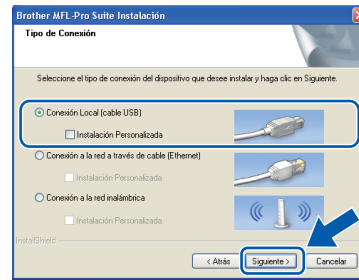 Brother MFL-Pro Suite Instalación
Tipo de Conexión
Seleccione el tipo de conexión del dispositivo que desee instalar y haga clic en Siguiente.
Conexión Local (cable USB)
Instalación Personalizada
Conexión a la red a través de cable (Ethernet)
Instalación Personalizada
Conexión a la red inalámbrica
Instalación Personalizada
InstallShield
< Atrás
Siguiente >
Cancelar